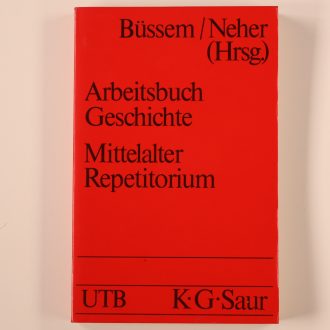 Büssem/Neher
(Hrsg.)
Arbeitsbuch
Geschichte
Mittelalter
Repetitorium
UTB K·G·Saur